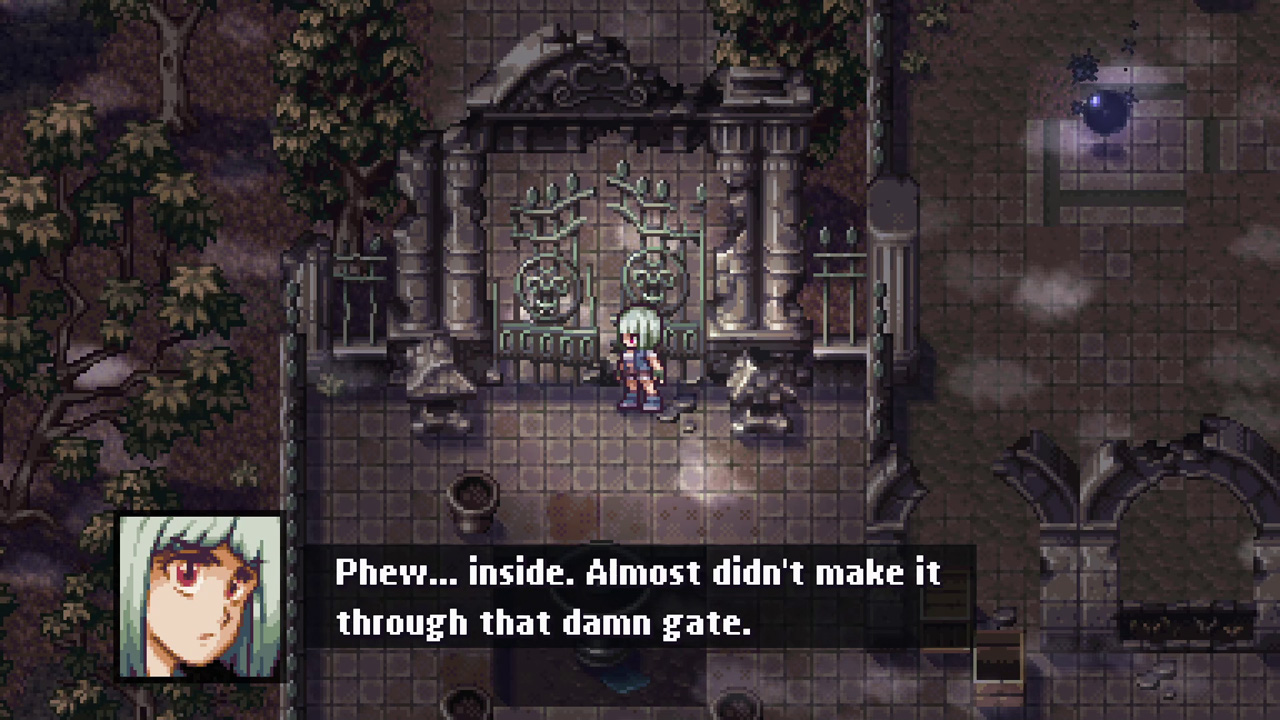 Phew... inside. Almost didn't make it
through that damn gate.